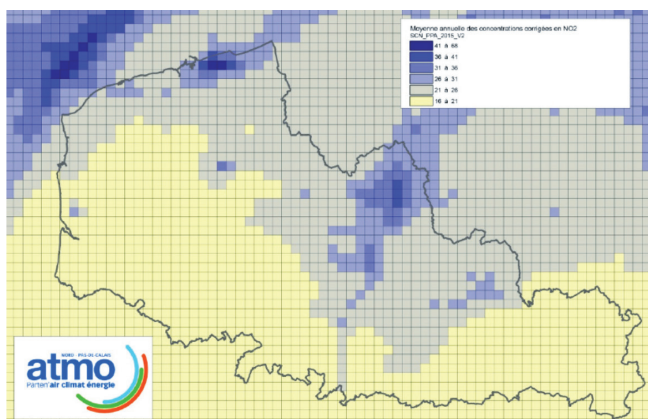 Moyenne annuelle des concentrations corrigées en NO2
SCN_PPA_2015_V2
41 à 68
36 à 41
31 à 36
26 à 31
21 à 26
16 à 21
NORD PAS-DE-CALAIS
atmo
Parten'air climat énergie